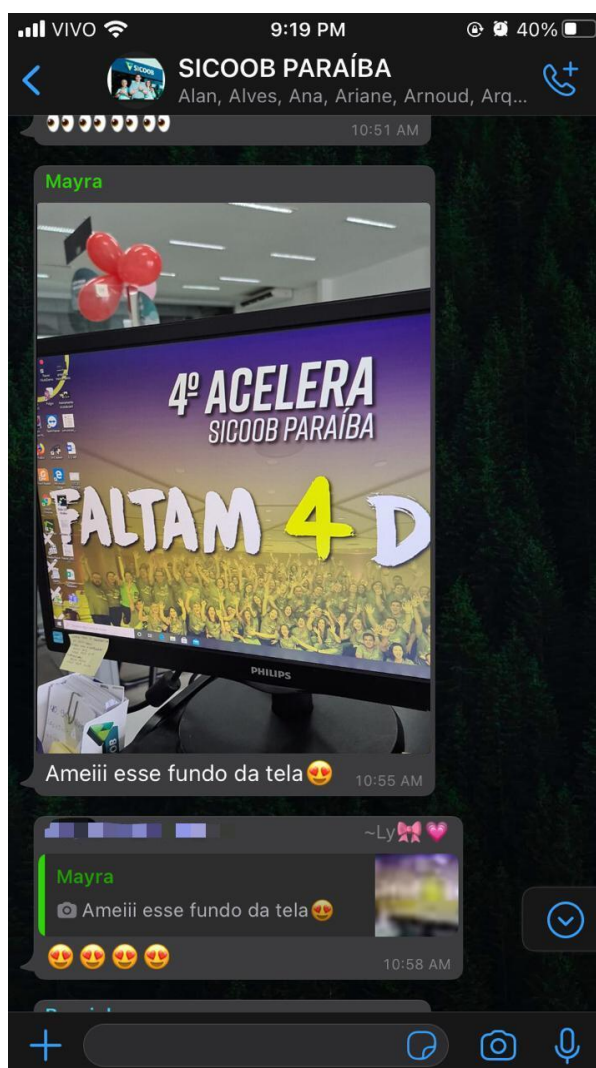 VIVO
9:19 PM
40%
SICOOB PARAÍBA
Alan, Alves, Ana, Ariane, Arnoud, Arq...
👀👀👀👀👀👀
10:51 AM
Mayra
4º ACELERA
SICOOB PARAÍBA
FALTAM 4 D
PHILIPS
Ameiii esse fundo da tela😍
10:55 AM
~Ly🎀💗
Mayra
Ameiii esse fundo da tela😍
😍😍😍😍
10:58 AM